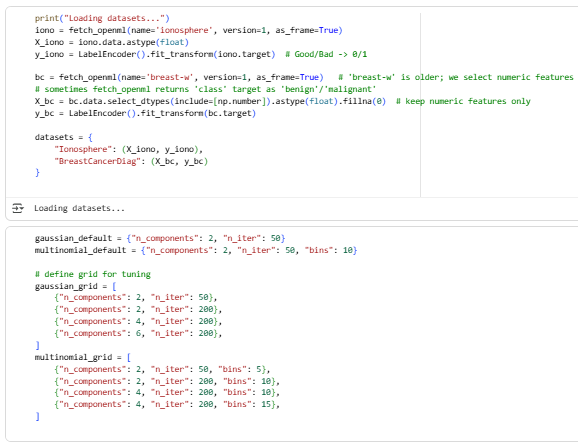 print("Loading datasets...")
iono = fetch_openml(name='ionosphere', version=1, as_frame=True)
X_iono = iono.data.astype(float)
y_iono = LabelEncoder().fit_transform(iono.target)  # Good/Bad -> 0/1

bc = fetch_openml(name='breast-w', version=1, as_frame=True)   # 'breast-w' is older; we select numeric features
# sometimes fetch_openml returns 'class' target as 'benign'/'malignant'
X_bc = bc.data.select_dtypes(include=[np.number]).astype(float).fillna(0)  # keep numeric features only
y_bc = LabelEncoder().fit_transform(bc.target)

datasets = {
    "Ionosphere": (X_iono, y_iono),
    "BreastCancerDiag": (X_bc, y_bc)
}

Loading datasets...

gaussian_default = {"n_components": 2, "n_iter": 50}
multinomial_default = {"n_components": 2, "n_iter": 50, "bins": 10}

# define grid for tuning
gaussian_grid = [
    {"n_components": 2, "n_iter": 50},
    {"n_components": 2, "n_iter": 200},
    {"n_components": 4, "n_iter": 200},
    {"n_components": 6, "n_iter": 200},
]
multinomial_grid = [
    {"n_components": 2, "n_iter": 50, "bins": 5},
    {"n_components": 2, "n_iter": 200, "bins": 10},
    {"n_components": 4, "n_iter": 200, "bins": 10},
    {"n_components": 4, "n_iter": 200, "bins": 15},
]